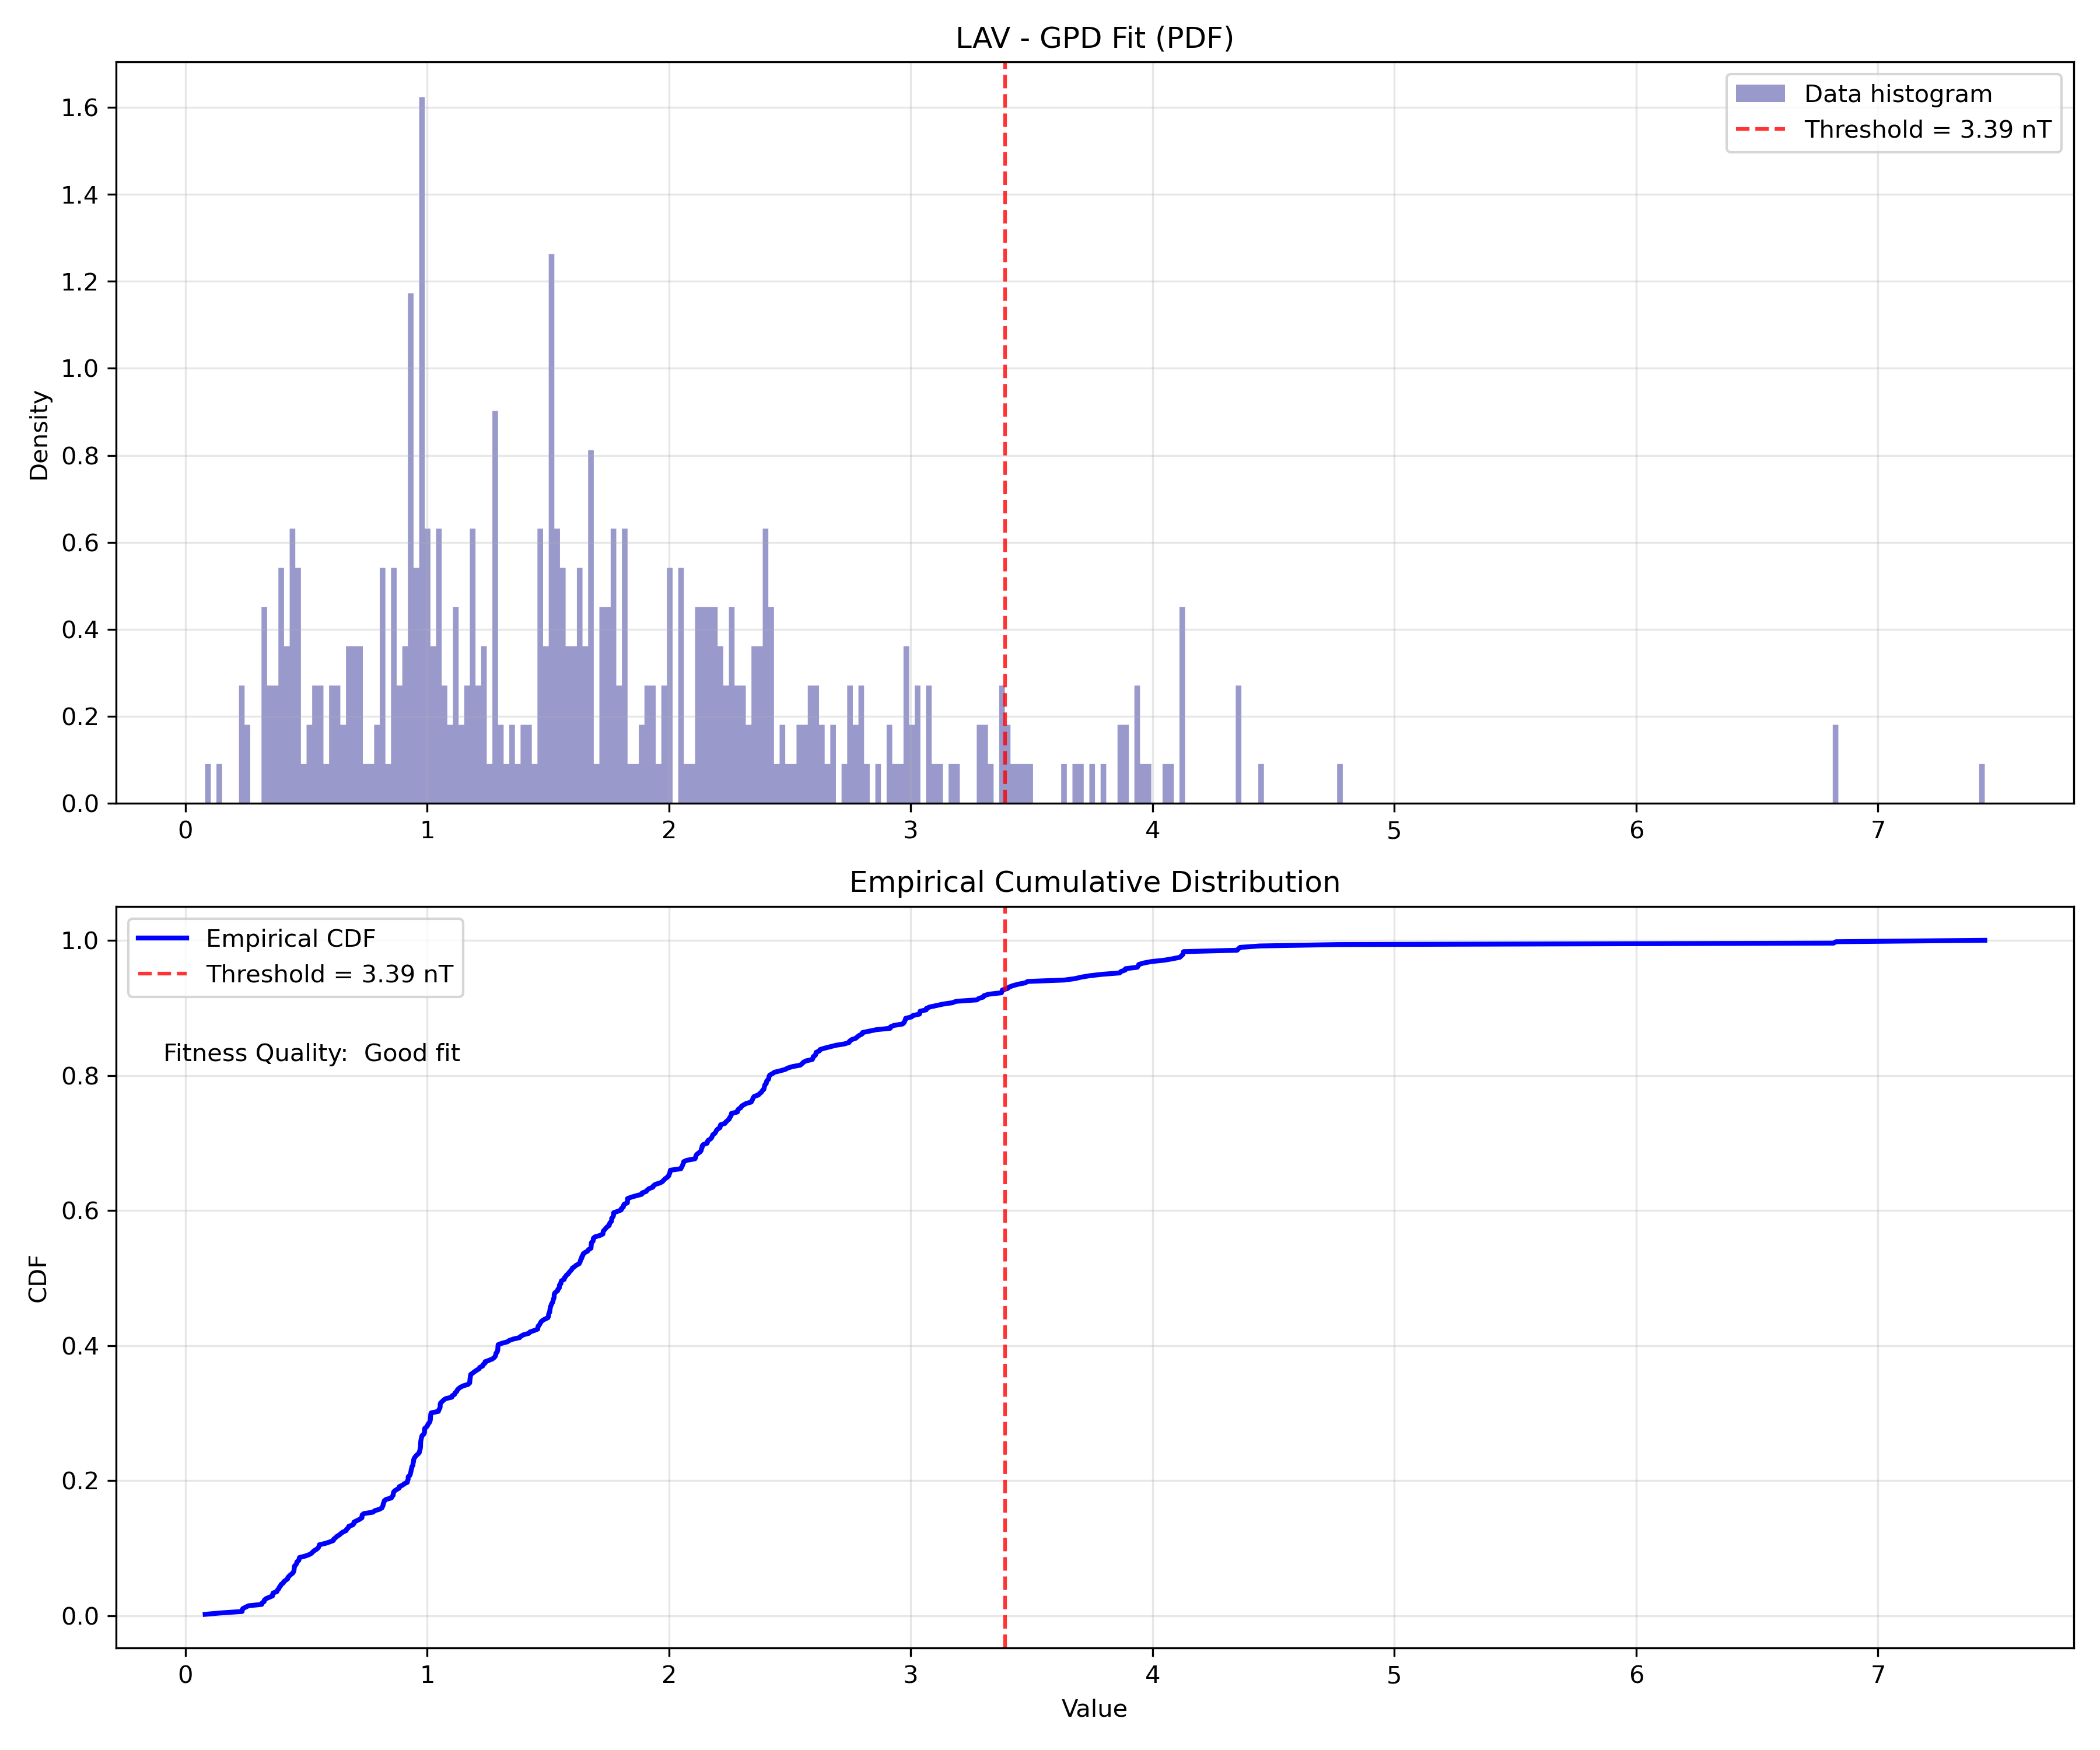 LAV - GPD Fit (PDF)
Density
1.6
1.4
1.2
1.0
0.8
0.6
0.4
0.2
0.0
Data histogram
Threshold = 3.39 nT
0 1 2 3 4 5 6 7
Empirical Cumulative Distribution
CDF
1.0
0.8
0.6
0.4
0.2
0.0
Empirical CDF
Threshold = 3.39 nT
Fitness Quality:  Good fit
0 1 2 3 4 5 6 7
Value